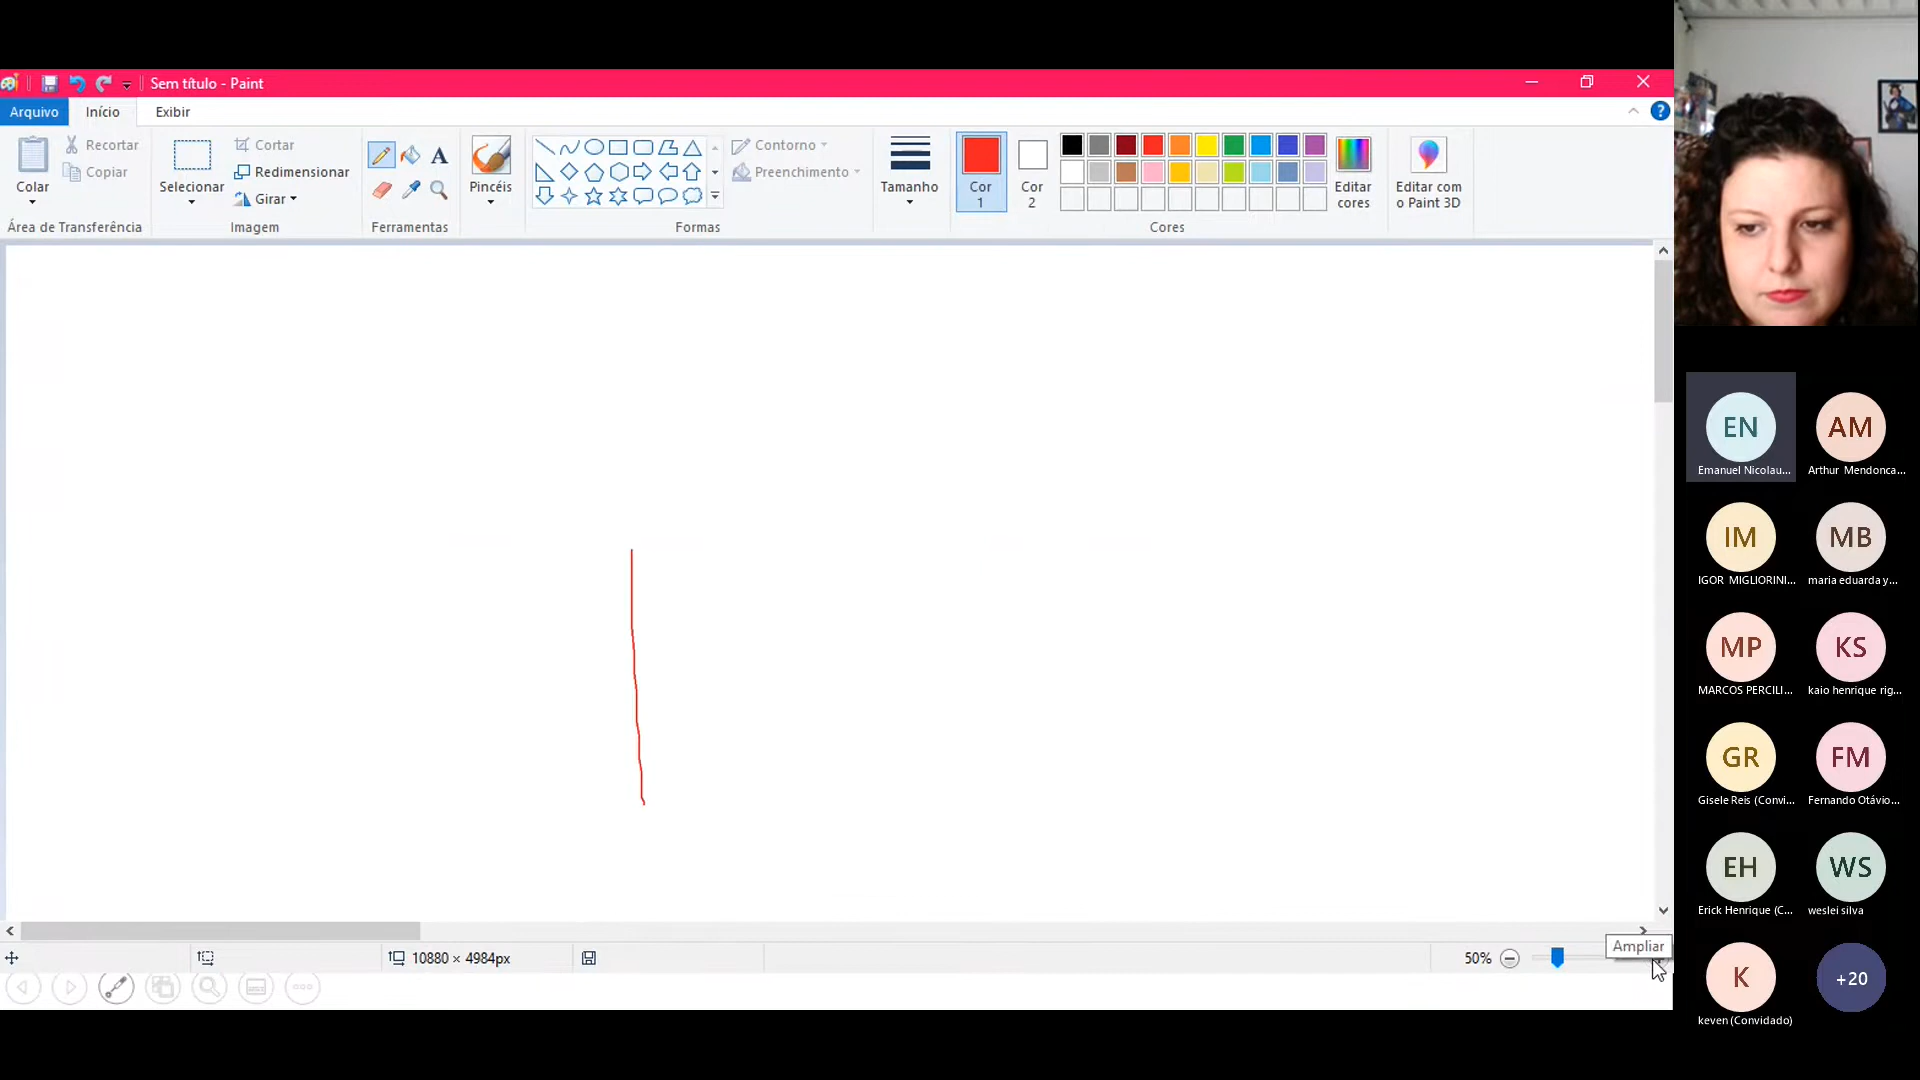 Sem título - Paint
Arquivo Início Exibir
Colar
Recortar
Copiar
Área de Transferência
Selecionar
Cortar
Redimensionar
Girar
Imagem
A
Ferramentas
Pincéis
Contorno
Preenchimento
Formas
Tamanho
Cor
1
Cor
2
Editar
cores
Cores
Editar com
o Paint 3D
?
10880 × 4984px
50%
Ampliar
EN
Emanuel Nicolau...
AM
Arthur Mendonca...
IM
IGOR MIGLIORINI...
MB
maria eduarda y...
MP
MARCOS PERCILI...
KS
kaio henrique rig...
GR
Gisele Reis (Convi...
FM
Fernando Otávio...
EH
Erick Henrique (C...
WS
weslei silva
K
keven (Convidado)
+20